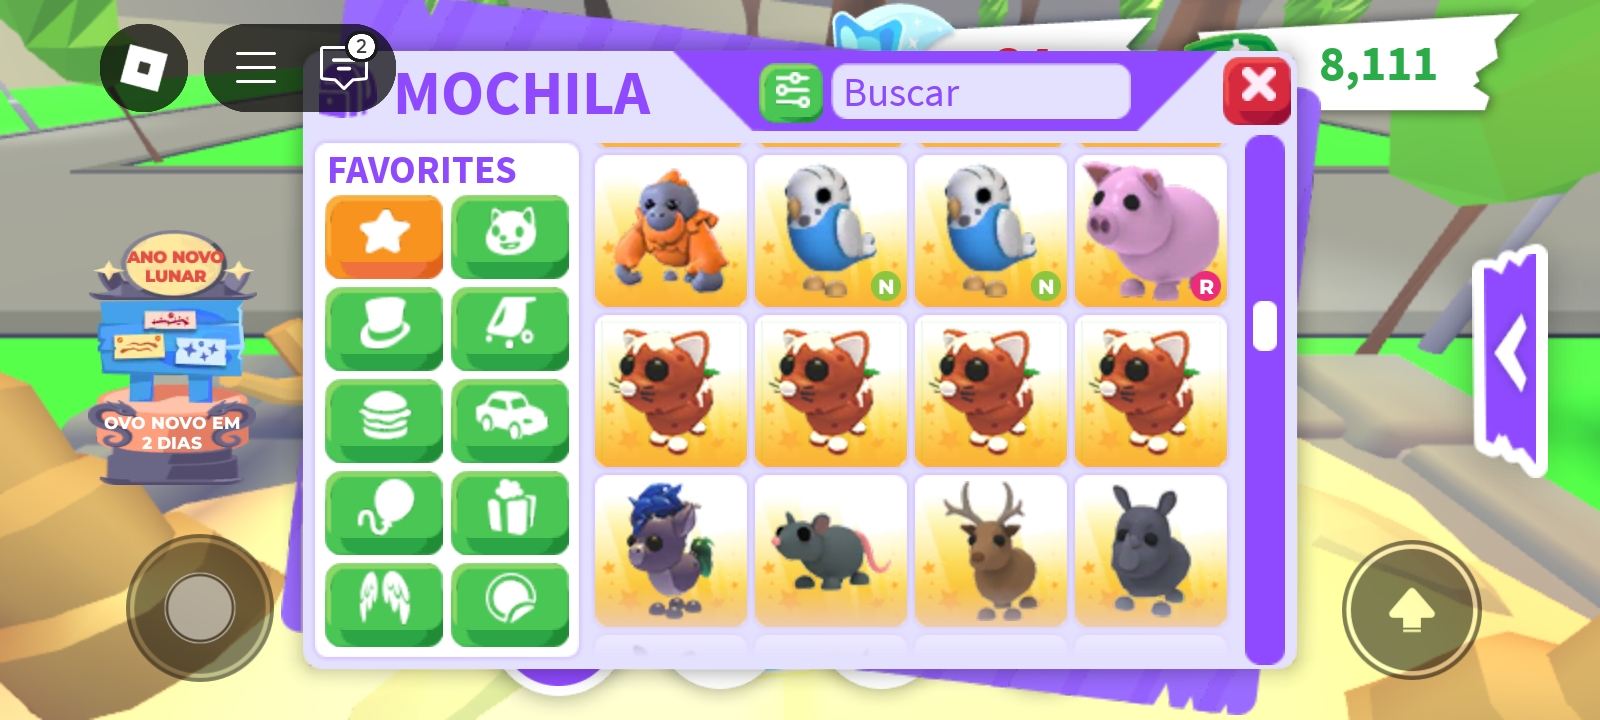 2
MOCHILA
Buscar
8,111
FAVORITES
N
N
R
ANO NOVO
LUNAR
OVO NOVO EM
2 DIAS